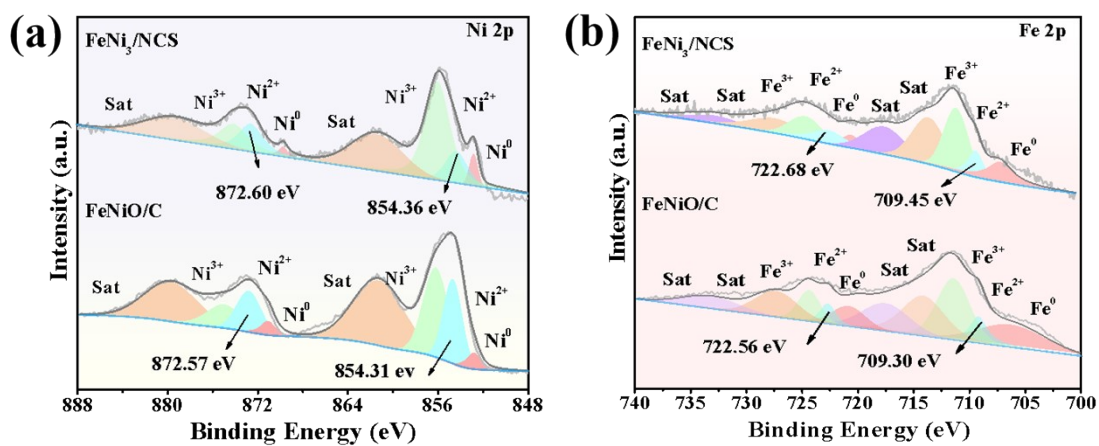 (a)
Ni 2p
FeNi₃/NCS
Sat
Ni³⁺
Ni²⁺
Ni⁰
Sat
Ni³⁺
Ni²⁺
Ni⁰
872.60 eV
854.36 eV
FeNiO/C
Sat
Ni³⁺
Ni²⁺
Ni⁰
Sat
Ni³⁺
Ni²⁺
Ni⁰
872.57 eV
854.31 ev
Intensity (a.u.)
888 880 872 864 856 848
Binding Energy (eV)
(b)
Fe 2p
FeNi₃/NCS
Sat
Sat
Fe³⁺
Fe²⁺
Fe⁰
Sat
Sat
Fe³⁺
Fe²⁺
Fe⁰
722.68 eV
709.45 eV
FeNiO/C
Sat
Sat
Fe³⁺
Fe²⁺
Fe⁰
Sat
Sat
Fe³⁺
Fe²⁺
Fe⁰
722.56 eV
709.30 eV
Intensity (a.u.)
740 735 730 725 720 715 710 705 700
Binding Energy (eV)